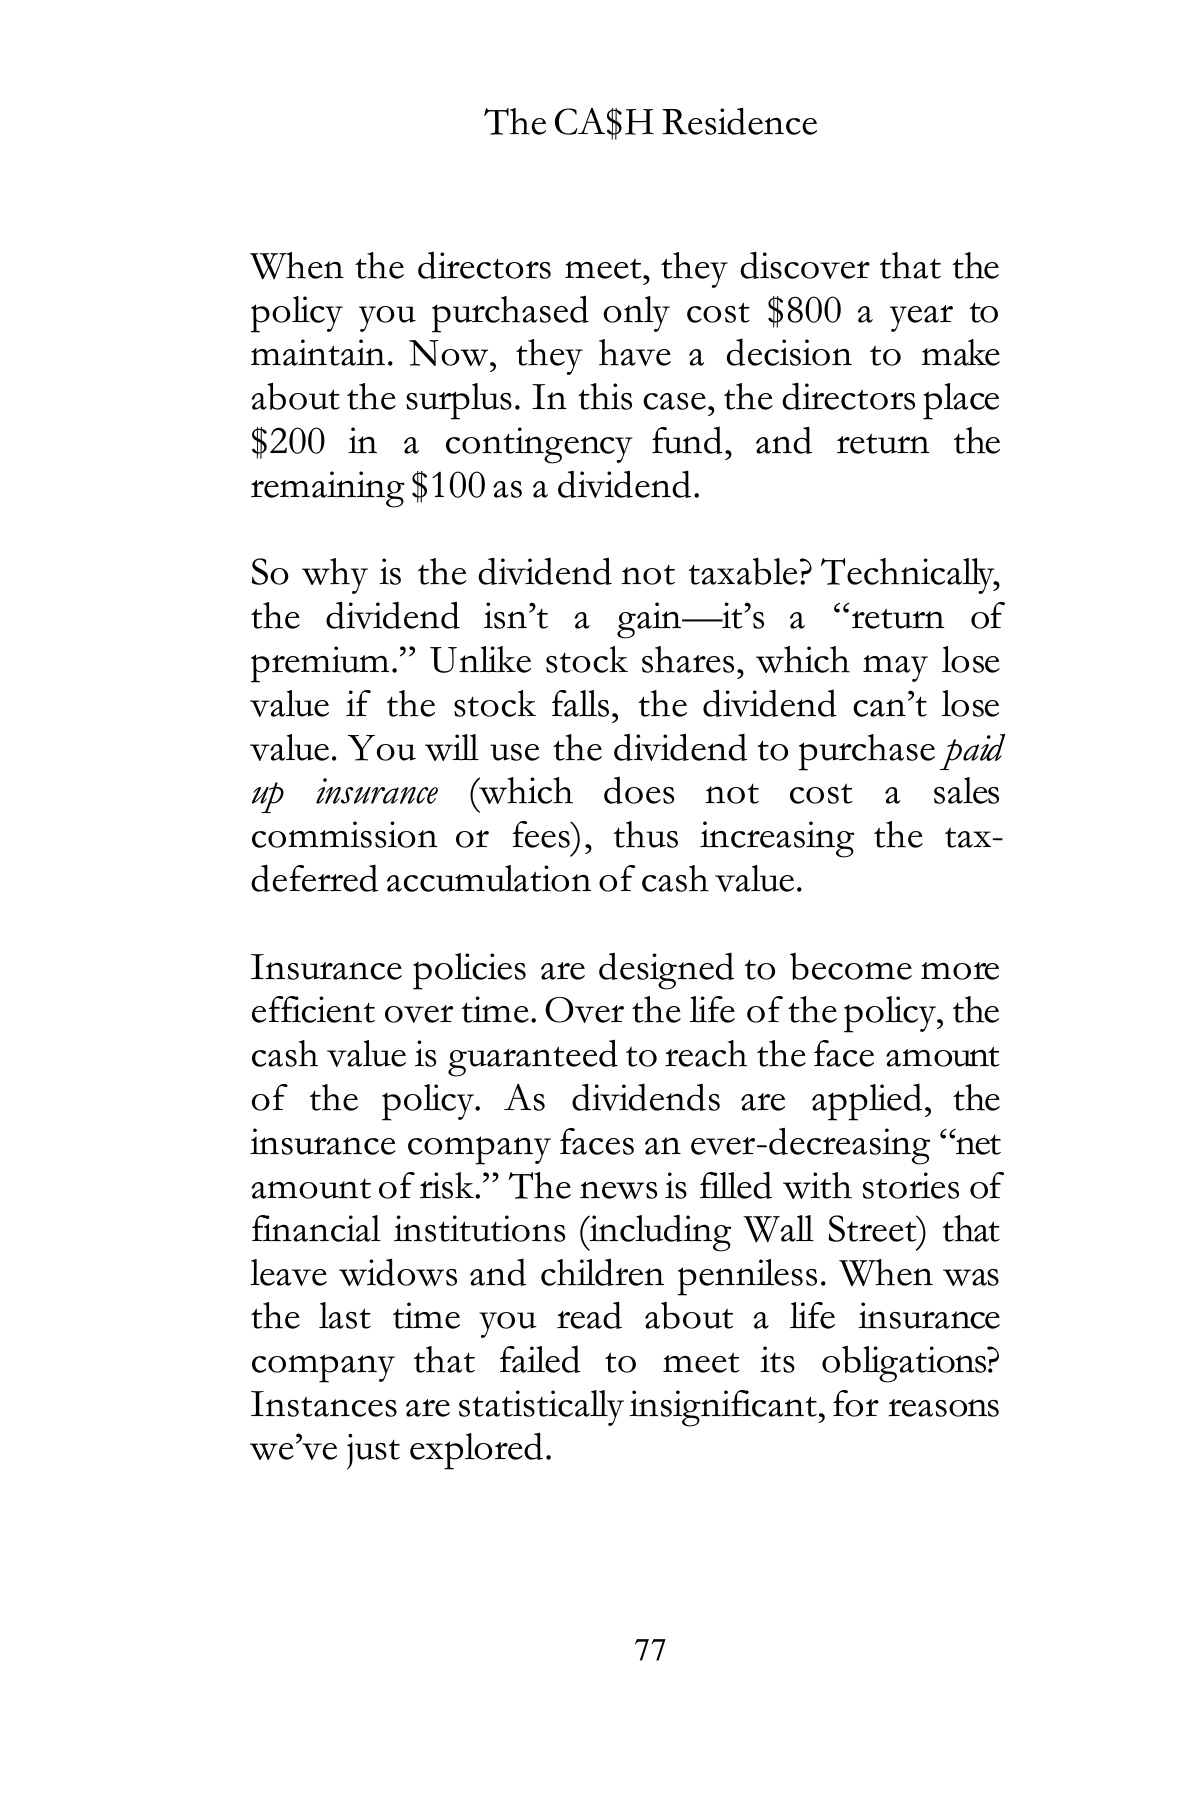 The CA$H Residence
When the directors meet, they discover that the
policy you purchased only cost $800 a year to
maintain. Now, they have a decision to make
about the surplus. In this case, the directors place
$200 in a contingency fund, and return the
remaining $100 as a dividend.
So why is the dividend not taxable? Technically,
the dividend isn’t a gain—it’s a “return of
premium.” Unlike stock shares, which may lose
value if the stock falls, the dividend can’t lose
value. You will use the dividend to purchase paid
up insurance (which does not cost a sales
commission or fees), thus increasing the tax-
deferred accumulation of cash value.
Insurance policies are designed to become more
efficient over time. Over the life of the policy, the
cash value is guaranteed to reach the face amount
of the policy. As dividends are applied, the
insurance company faces an ever-decreasing “net
amount of risk.” The news is filled with stories of
financial institutions (including Wall Street) that
leave widows and children penniless. When was
the last time you read about a life insurance
company that failed to meet its obligations?
Instances are statistically insignificant, for reasons
we’ve just explored.
77